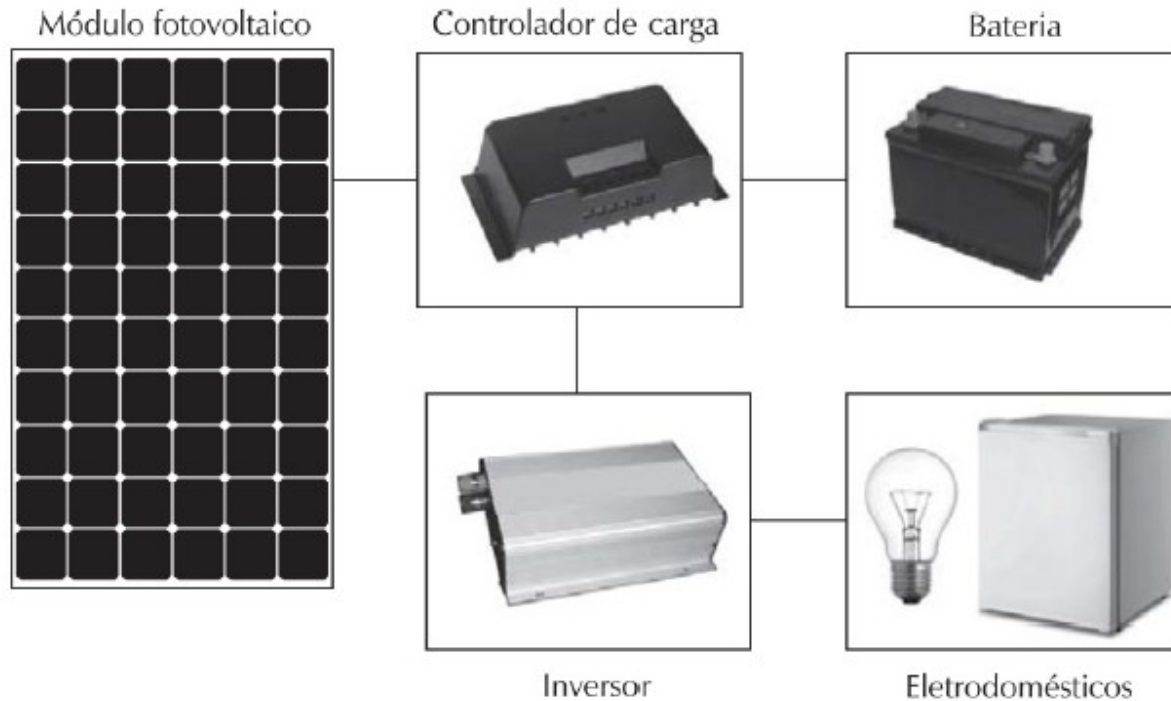 Módulo fotovoltaico
Controlador de carga
Bateria
Inversor
Eletrodomésticos